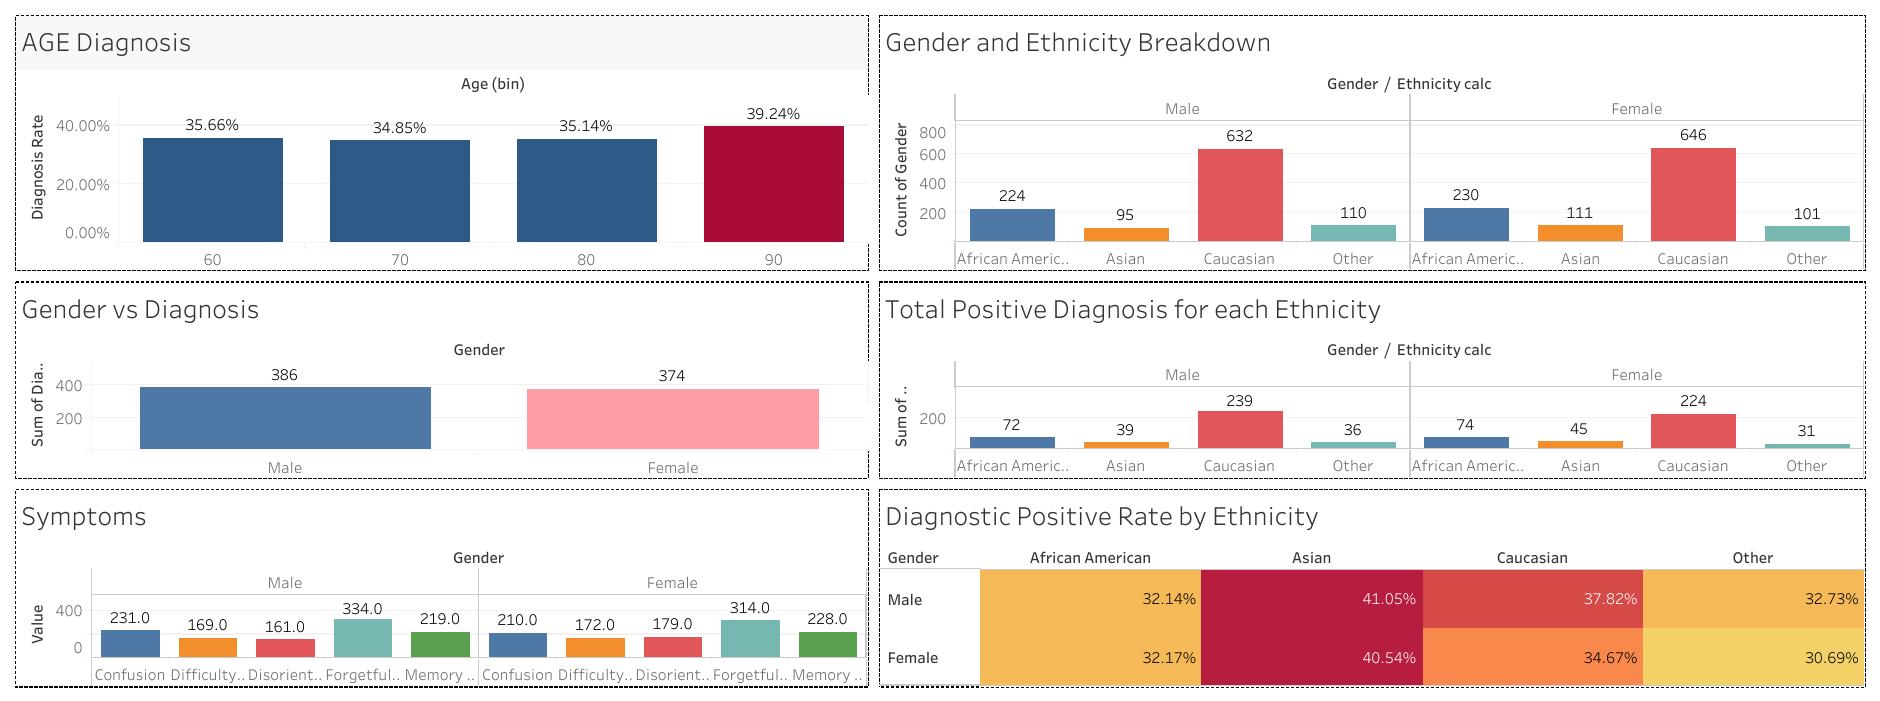 AGE Diagnosis
Age (bin)
Diagnosis Rate
40.00%
20.00%
0.00%
35.66%
34.85%
35.14%
39.24%
60
70
80
90
Gender and Ethnicity Breakdown
Gender / Ethnicity calc
Male
Female
Count of Gender
800
600
400
200
224
95
632
110
230
111
646
101
African Americ..
Asian
Caucasian
Other
African Americ..
Asian
Caucasian
Other
Gender vs Diagnosis
Gender
Sum of Dia..
400
200
386
374
Male
Female
Total Positive Diagnosis for each Ethnicity
Gender / Ethnicity calc
Male
Female
Sum of ..
200
72
39
239
36
74
45
224
31
African Americ..
Asian
Caucasian
Other
African Americ..
Asian
Caucasian
Other
Symptoms
Gender
Male
Female
Value
400
0
231.0
169.0
161.0
334.0
219.0
210.0
172.0
179.0
314.0
228.0
Confusion
Difficulty..
Disorient..
Forgetful..
Memory ..
Confusion
Difficulty..
Disorient..
Forgetful..
Memory ..
Diagnostic Positive Rate by Ethnicity
Gender African American Asian Caucasian Other
Male 32.14% 41.05% 37.82% 32.73%
Female 32.17% 40.54% 34.67% 30.69%